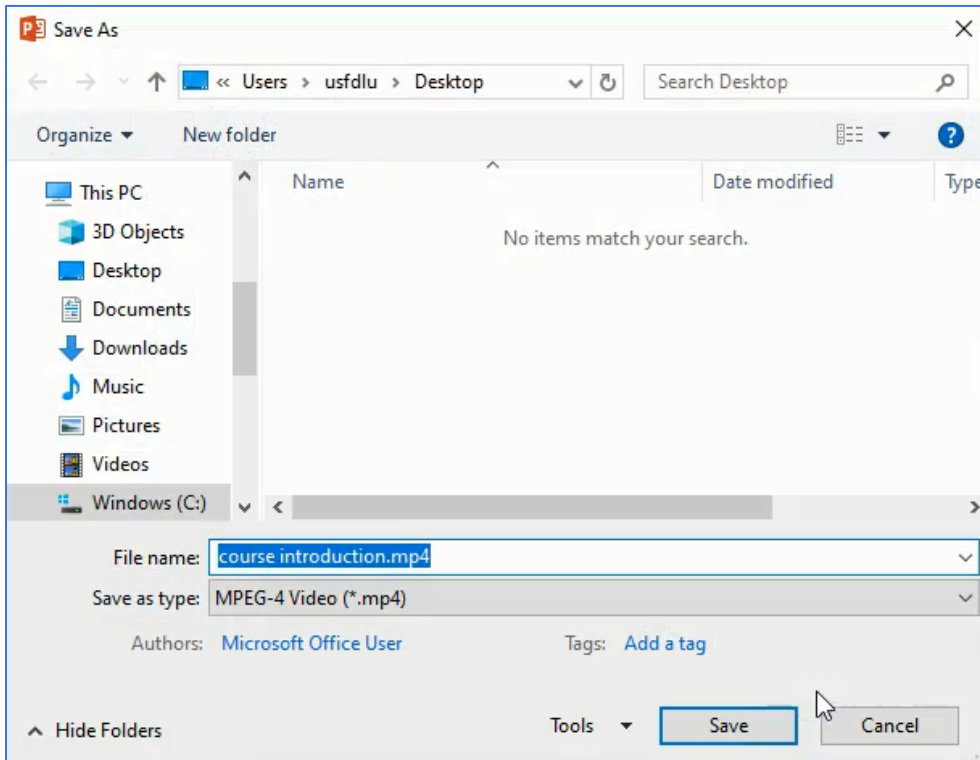 Save As
« Users > usfdlu > Desktop
Search Desktop
Organize
New folder
?
This PC
3D Objects
Desktop
Documents
Downloads
Music
Pictures
Videos
Windows (C:)
Name
Date modified
Type
No items match your search.
File name: course introduction.mp4
Save as type: MPEG-4 Video (*.mp4)
Authors: Microsoft Office User
Tags: Add a tag
Hide Folders
Tools
Save
Cancel